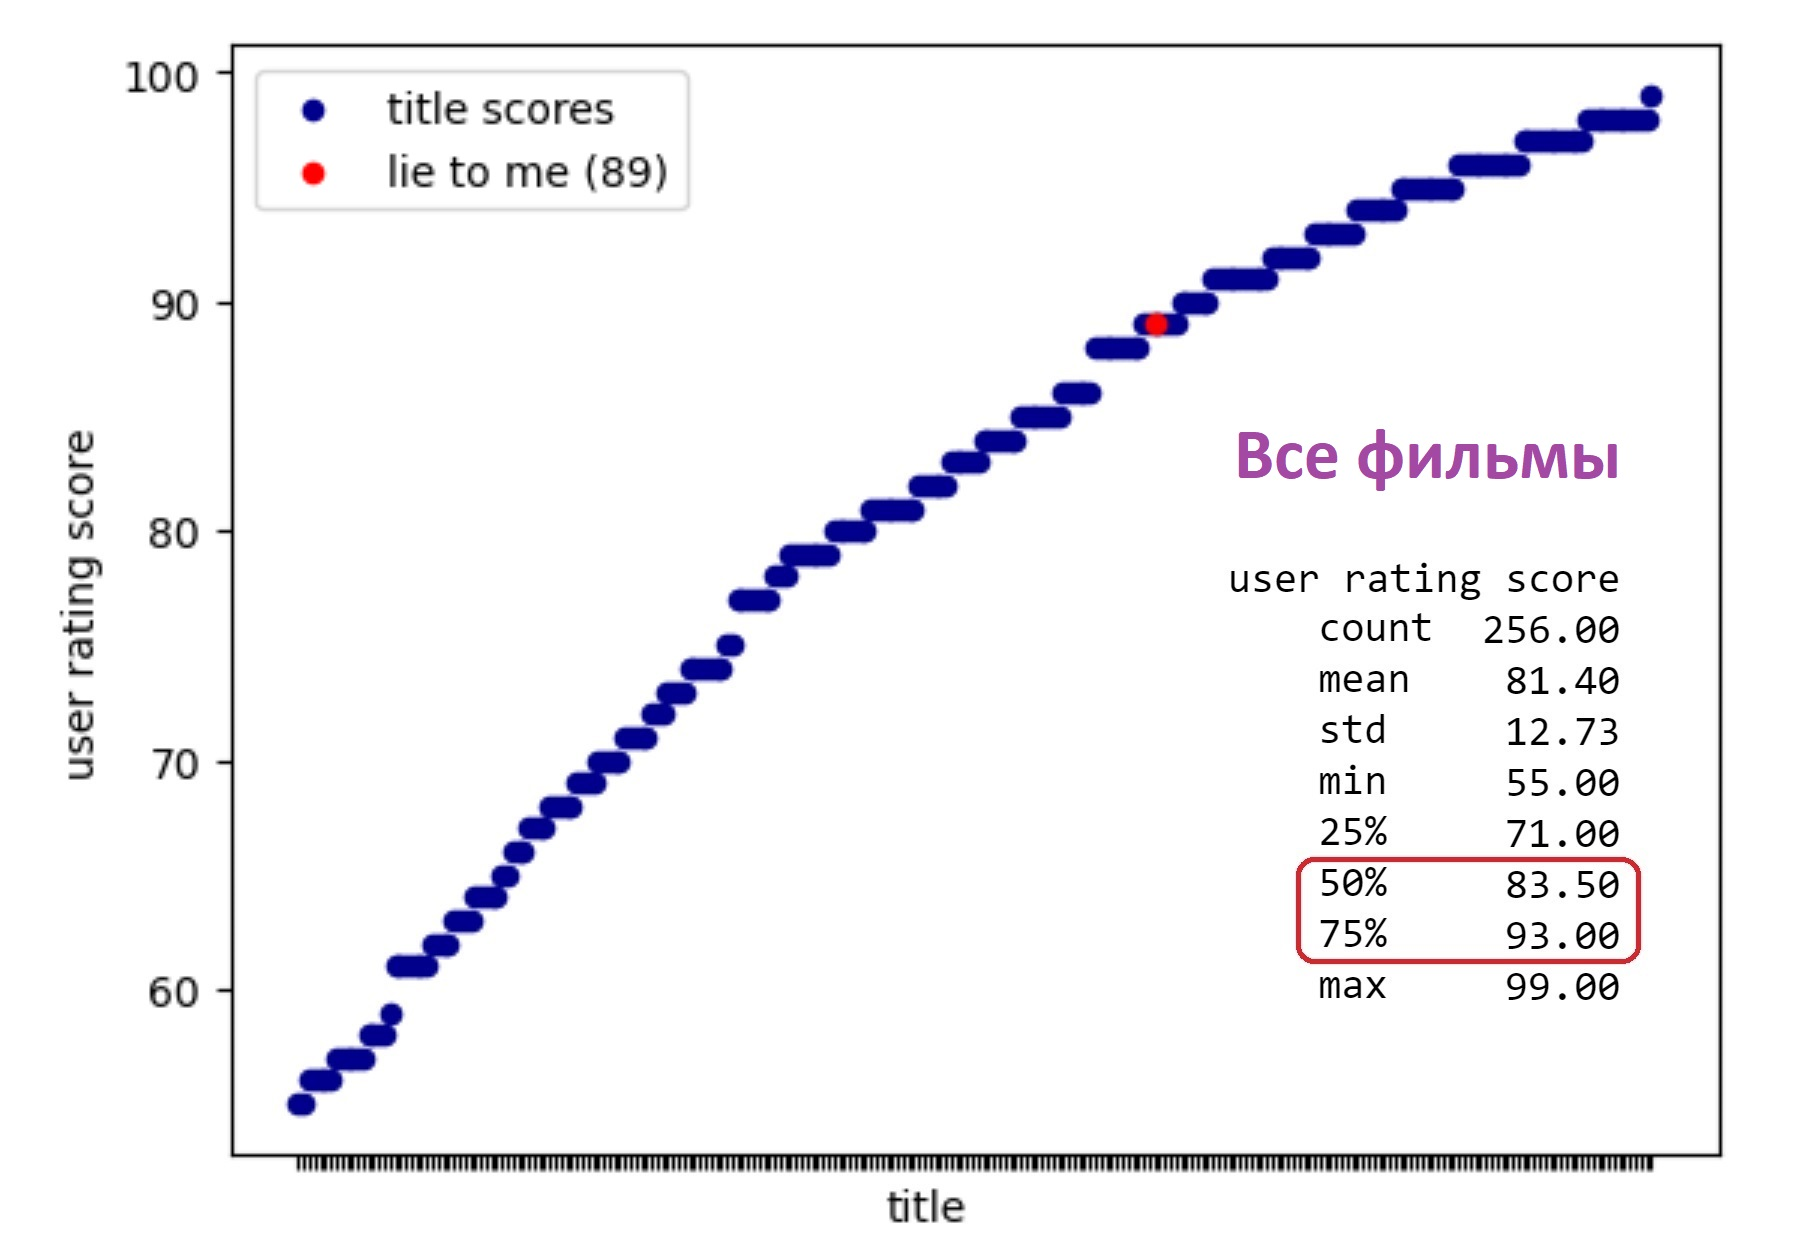 100
90
80
70
60
user rating score
title
title scores
lie to me (89)
Все фильмы
user rating score
count 256.00
mean 81.40
std 12.73
min 55.00
25% 71.00
50% 83.50
75% 93.00
max 99.00